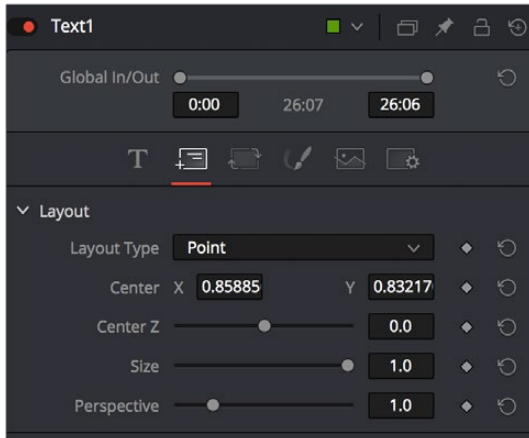 Text1
Global In/Out
0:00 26:07 26:06
T
Layout
Layout Type Point
Center X 0.85885 Y 0.83217
Center Z 0.0
Size 1.0
Perspective 1.0